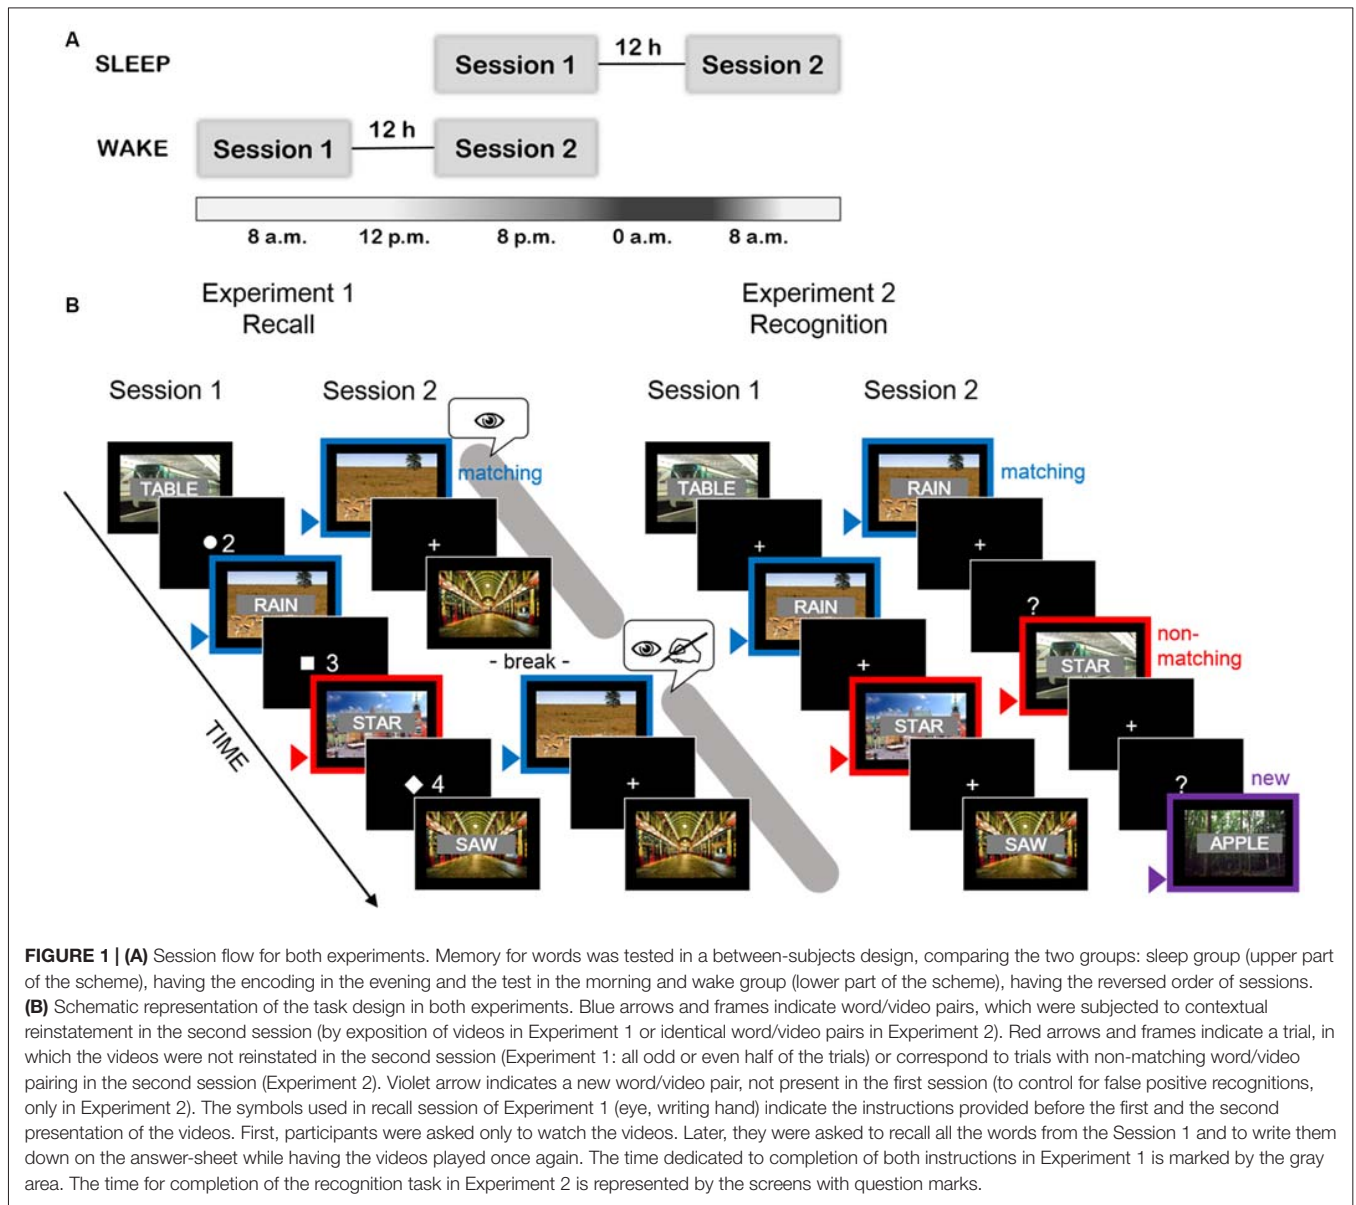 A
SLEEP
Session 1
12 h
Session 2
WAKE
Session 1
12 h
Session 2
8 a.m.
12 p.m.
8 p.m.
0 a.m.
8 a.m.
B
Experiment 1
Recall
Experiment 2
Recognition
Session 1
Session 2
Session 1
Session 2
TABLE
matching
2
+
RAIN
3
- break -
STAR
4
+
SAW
TIME
TABLE
RAIN
matching
+
+
RAIN
?
+
STAR
non-
matching
STAR
+
+
?
new
SAW
APPLE
FIGURE 1 | (A) Session flow for both experiments. Memory for words was tested in a between-subjects design, comparing the two groups: sleep group (upper part
of the scheme), having the encoding in the evening and the test in the morning and wake group (lower part of the scheme), having the reversed order of sessions.
(B) Schematic representation of the task design in both experiments. Blue arrows and frames indicate word/video pairs, which were subjected to contextual
reinstatement in the second session (by exposition of videos in Experiment 1 or identical word/video pairs in Experiment 2). Red arrows and frames indicate a trial, in
which the videos were not reinstated in the second session (Experiment 1: all odd or even half of the trials) or correspond to trials with non-matching word/video
pairing in the second session (Experiment 2). Violet arrow indicates a new word/video pair, not present in the first session (to control for false positive recognitions,
only in Experiment 2). The symbols used in recall session of Experiment 1 (eye, writing hand) indicate the instructions provided before the first and the second
presentation of the videos. First, participants were asked only to watch the videos. Later, they were asked to recall all the words from the Session 1 and to write them
down on the answer-sheet while having the videos played once again. The time dedicated to completion of both instructions in Experiment 1 is marked by the gray
area. The time for completion of the recognition task in Experiment 2 is represented by the screens with question marks.